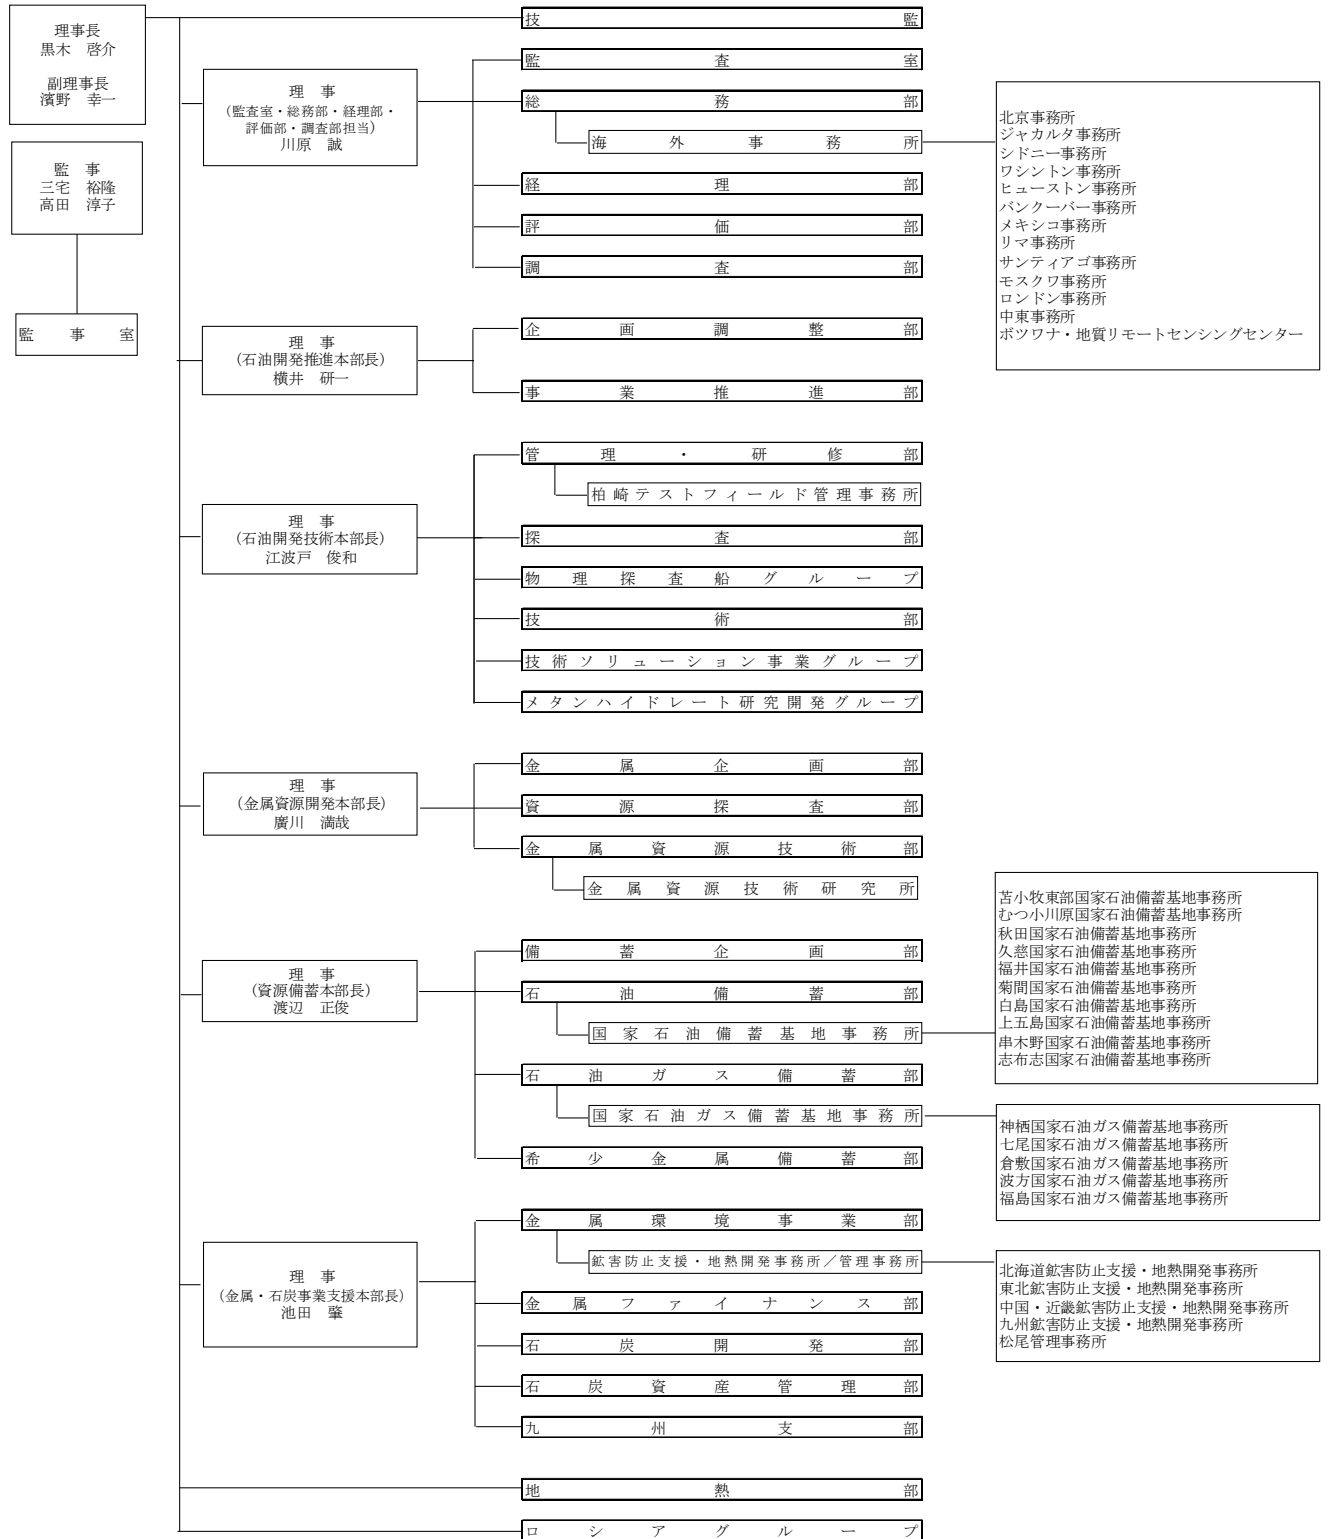 理事長
黒木 啓介
副理事長
濱野 幸一
監 事
三宅 裕隆
高田 淳子
監事室
技監
理 事
(監査室・総務部・経理部・
評価部・調査部担当)
川原 誠
監査室
総務部
海外事務所
北京事務所
ジャカルタ事務所
シドニー事務所
ワシントン事務所
ヒューストン事務所
バンクーバー事務所
メキシコ事務所
リマ事務所
サンティアゴ事務所
モスクワ事務所
ロンドン事務所
中東事務所
ボツワナ・地質リモートセンシングセンター
経理部
評価部
調査部
理 事
(石油開発推進本部長)
横井 研一
企画調整部
事業推進部
理 事
(石油開発技術本部長)
江波戸 俊和
管理・研修部
柏崎テストフィールド管理事務所
探査部
物理探査船グループ
技術部
技術ソリューション事業グループ
メタンハイドレート研究開発グループ
理 事
(金属資源開発本部長)
廣川 満哉
金属企画部
資源探査部
金属資源技術部
金属資源技術研究所
理 事
(資源備蓄本部長)
渡辺 正俊
備蓄企画部
石油備蓄部
国家石油備蓄基地事務所
苫小牧東部国家石油備蓄基地事務所
むつ小川原国家石油備蓄基地事務所
秋田国家石油備蓄基地事務所
久慈国家石油備蓄基地事務所
福井国家石油備蓄基地事務所
菊間国家石油備蓄基地事務所
白島国家石油備蓄基地事務所
上五島国家石油備蓄基地事務所
串木野国家石油備蓄基地事務所
志布志国家石油備蓄基地事務所
石油ガス備蓄部
国家石油ガス備蓄基地事務所
神栖国家石油ガス備蓄基地事務所
七尾国家石油ガス備蓄基地事務所
倉敷国家石油ガス備蓄基地事務所
波方国家石油ガス備蓄基地事務所
福島国家石油ガス備蓄基地事務所
希少金属備蓄部
理 事
(金属・石炭事業支援本部長)
池田 肇
金属環境事業部
鉱害防止支援・地熱開発事務所／管理事務所
北海道鉱害防止支援・地熱開発事務所
東北鉱害防止支援・地熱開発事務所
中国・近畿鉱害防止支援・地熱開発事務所
九州鉱害防止支援・地熱開発事務所
松尾管理事務所
金属ファイナンス部
石炭開発部
石炭資産管理部
九州支部
地熱部
ロシアグループ